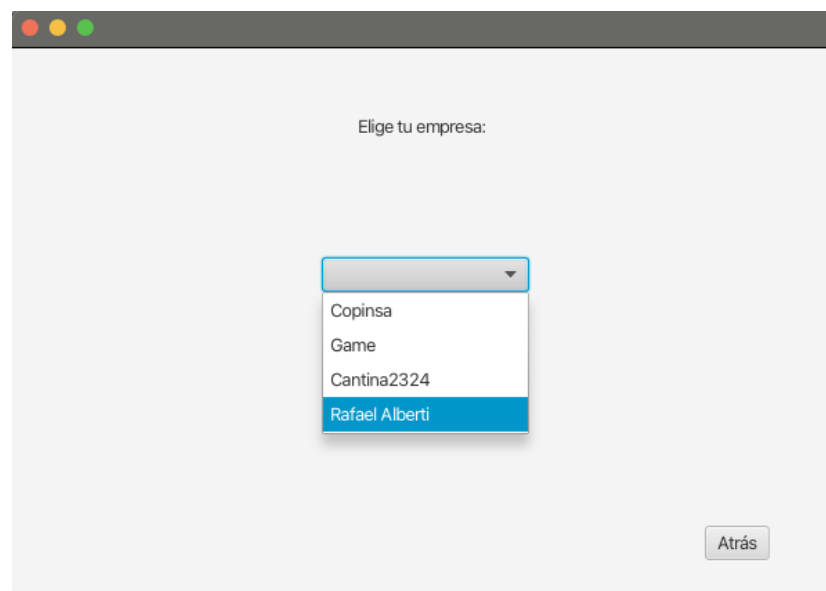 Elige tu empresa:
Copinsa
Game
Cantina2324
Rafael Alberti
Atrás